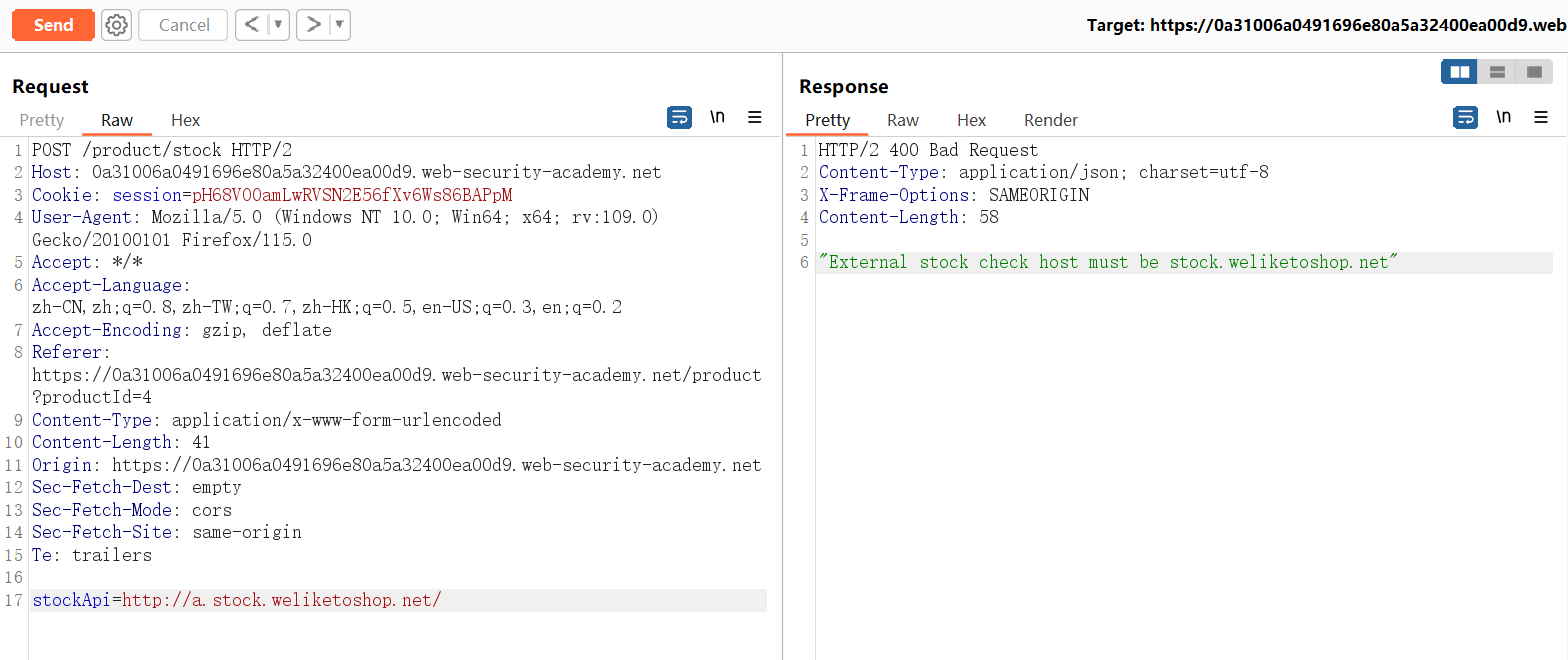 Send Cancel < ▼ > ▼ Target: https://0a31006a0491696e80a5a32400ea00d9.web
Request
Pretty Raw Hex \n
1 POST /product/stock HTTP/2
2 Host: 0a31006a0491696e80a5a32400ea00d9.web-security-academy.net
3 Cookie: session=pH68VO0amLwRVSN2E56fXv6Ws86BAPpM
4 User-Agent: Mozilla/5.0 (Windows NT 10.0; Win64; x64; rv:109.0)
Gecko/20100101 Firefox/115.0
5 Accept: */*
6 Accept-Language:
zh-CN,zh;q=0.8,zh-TW;q=0.7,zh-HK;q=0.5,en-US;q=0.3,en;q=0.2
7 Accept-Encoding: gzip, deflate
8 Referer:
https://0a31006a0491696e80a5a32400ea00d9.web-security-academy.net/product
?productId=4
9 Content-Type: application/x-www-form-urlencoded
10 Content-Length: 41
11 Origin: https://0a31006a0491696e80a5a32400ea00d9.web-security-academy.net
12 Sec-Fetch-Dest: empty
13 Sec-Fetch-Mode: cors
14 Sec-Fetch-Site: same-origin
15 Te: trailers
16
17 stockApi=http://a.stock.weliketoshop.net/
Response
Pretty Raw Hex Render \n
1 HTTP/2 400 Bad Request
2 Content-Type: application/json; charset=utf-8
3 X-Frame-Options: SAMEORIGIN
4 Content-Length: 58
5
6 "External stock check host must be stock.weliketoshop.net"